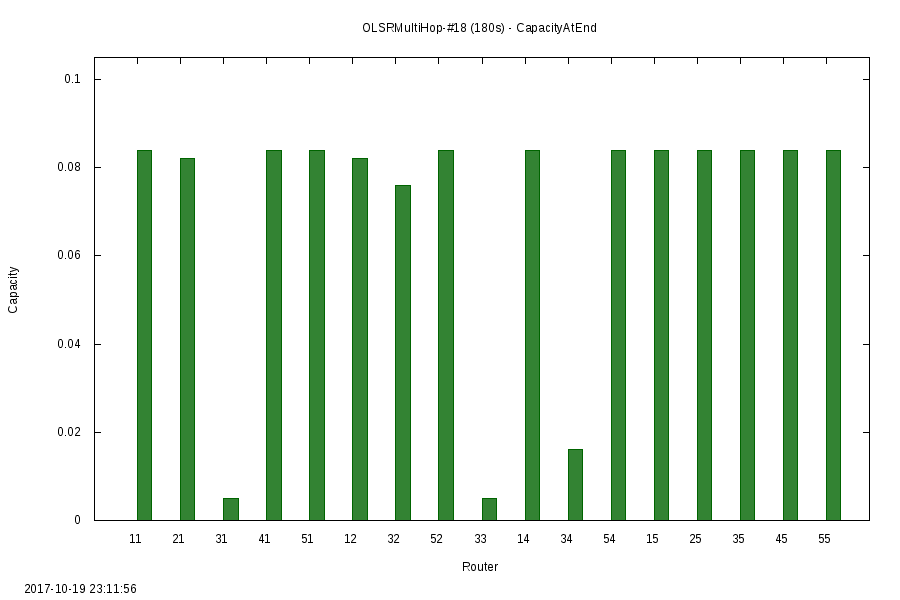 OLSRMultiHop-#18 (180s) - CapacityAtEnd
0.1
0.08
0.06
0.04
0.02
0
Capacity
11 21 31 41 51 12 32 52 33 14 34 54 15 25 35 45 55
Router
2017-10-19 23:11:56